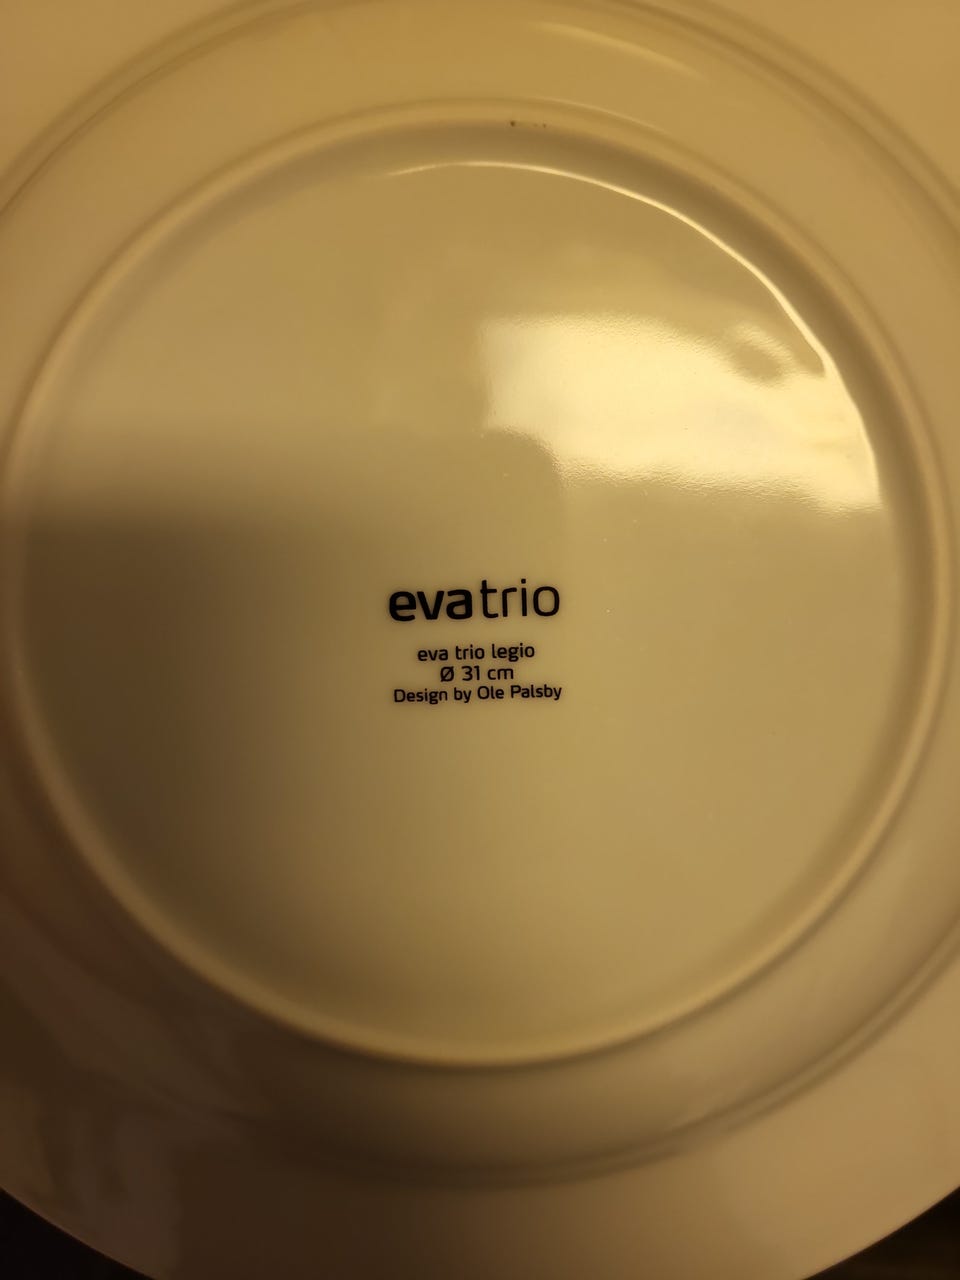 evatrio
eva trio legio
Ø 31 cm
Design by Ole Palsby